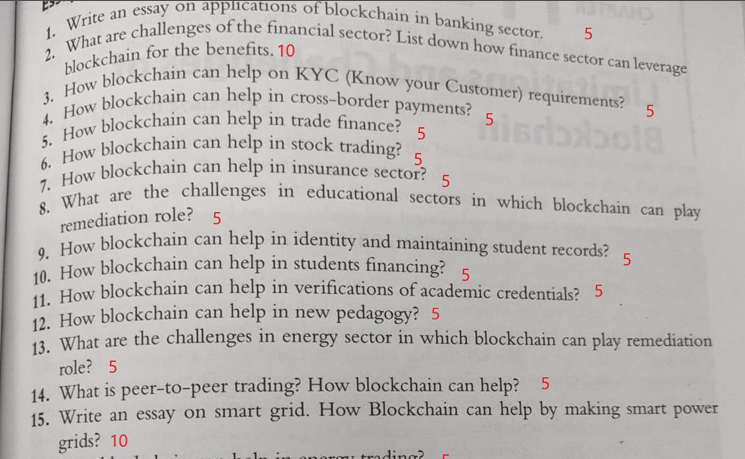 1. Write an essay on applications of blockchain in banking sector. 5
2. What are challenges of the financial sector? List down how finance sector can leverage
blockchain for the benefits. 10
3. How blockchain can help on KYC (Know your Customer) requirements? 5
4. How blockchain can help in cross-border payments? 5
5. How blockchain can help in trade finance? 5
6. How blockchain can help in stock trading? 5
7. How blockchain can help in insurance sector? 5
8. What are the challenges in educational sectors in which blockchain can play
remediation role? 5
9. How blockchain can help in identity and maintaining student records? 5
10. How blockchain can help in students financing? 5
11. How blockchain can help in verifications of academic credentials? 5
12. How blockchain can help in new pedagogy? 5
13. What are the challenges in energy sector in which blockchain can play remediation
role? 5
14. What is peer-to-peer trading? How blockchain can help? 5
15. Write an essay on smart grid. How Blockchain can help by making smart power
grids? 10
help in energy trading? 5